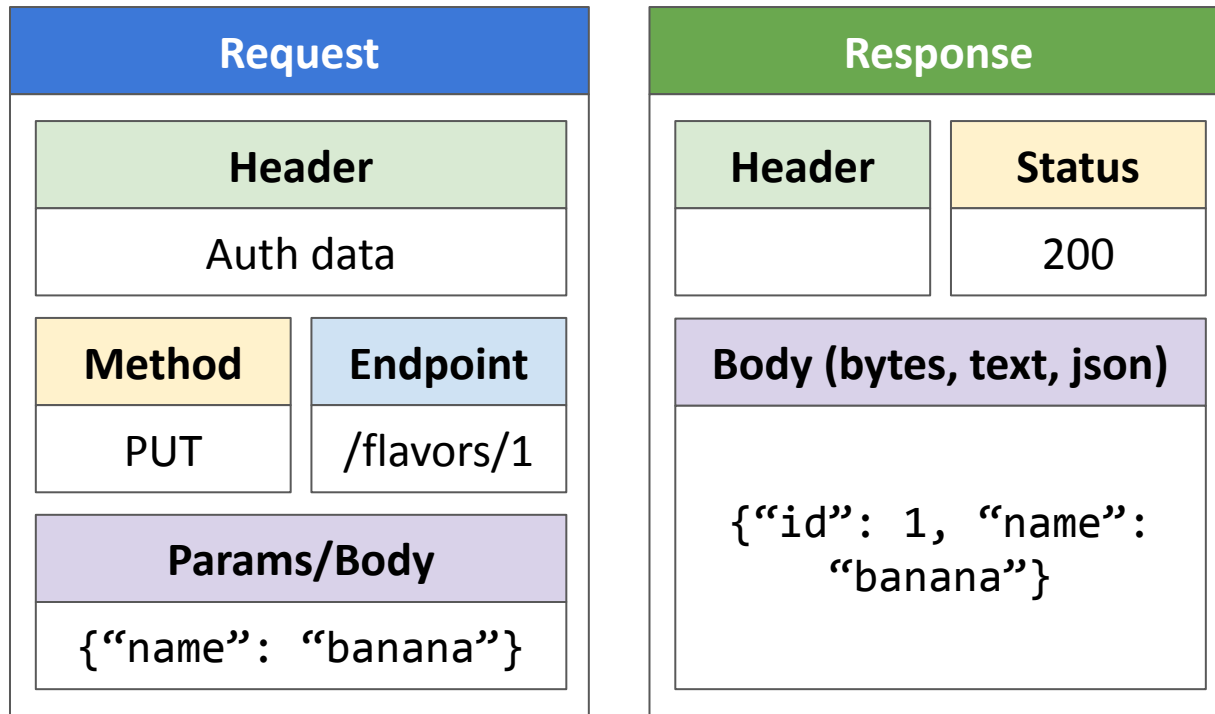 Request
Header
Auth data
Method
Endpoint
PUT
/flavors/1
Params/Body
{“name”: “banana”}
Response
Header
Status
200
Body (bytes, text, json)
{“id”: 1, “name”:
“banana”}